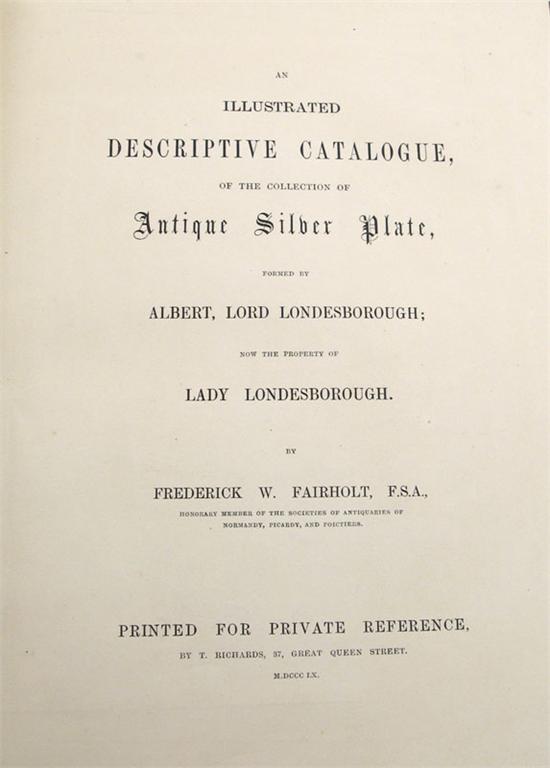 AN
ILLUSTRATED
DESCRIPTIVE CATALOGUE,
OF THE COLLECTION OF
Antique Silver Plate,
FORMED BY
ALBERT, LORD LONDESBOROUGH;
NOW THE PROPERTY OF
LADY LONDESBOROUGH.
BY
FREDERICK W. FAIRHOLT, F.S.A.,
HONORARY MEMBER OF THE SOCIETIES OF ANTIQUARIES OF
NORMANDY, PICARDY, AND POICTIERS.
PRINTED FOR PRIVATE REFERENCE,
BY T. RICHARDS, 37, GREAT QUEEN STREET.
M.DCCC LX.